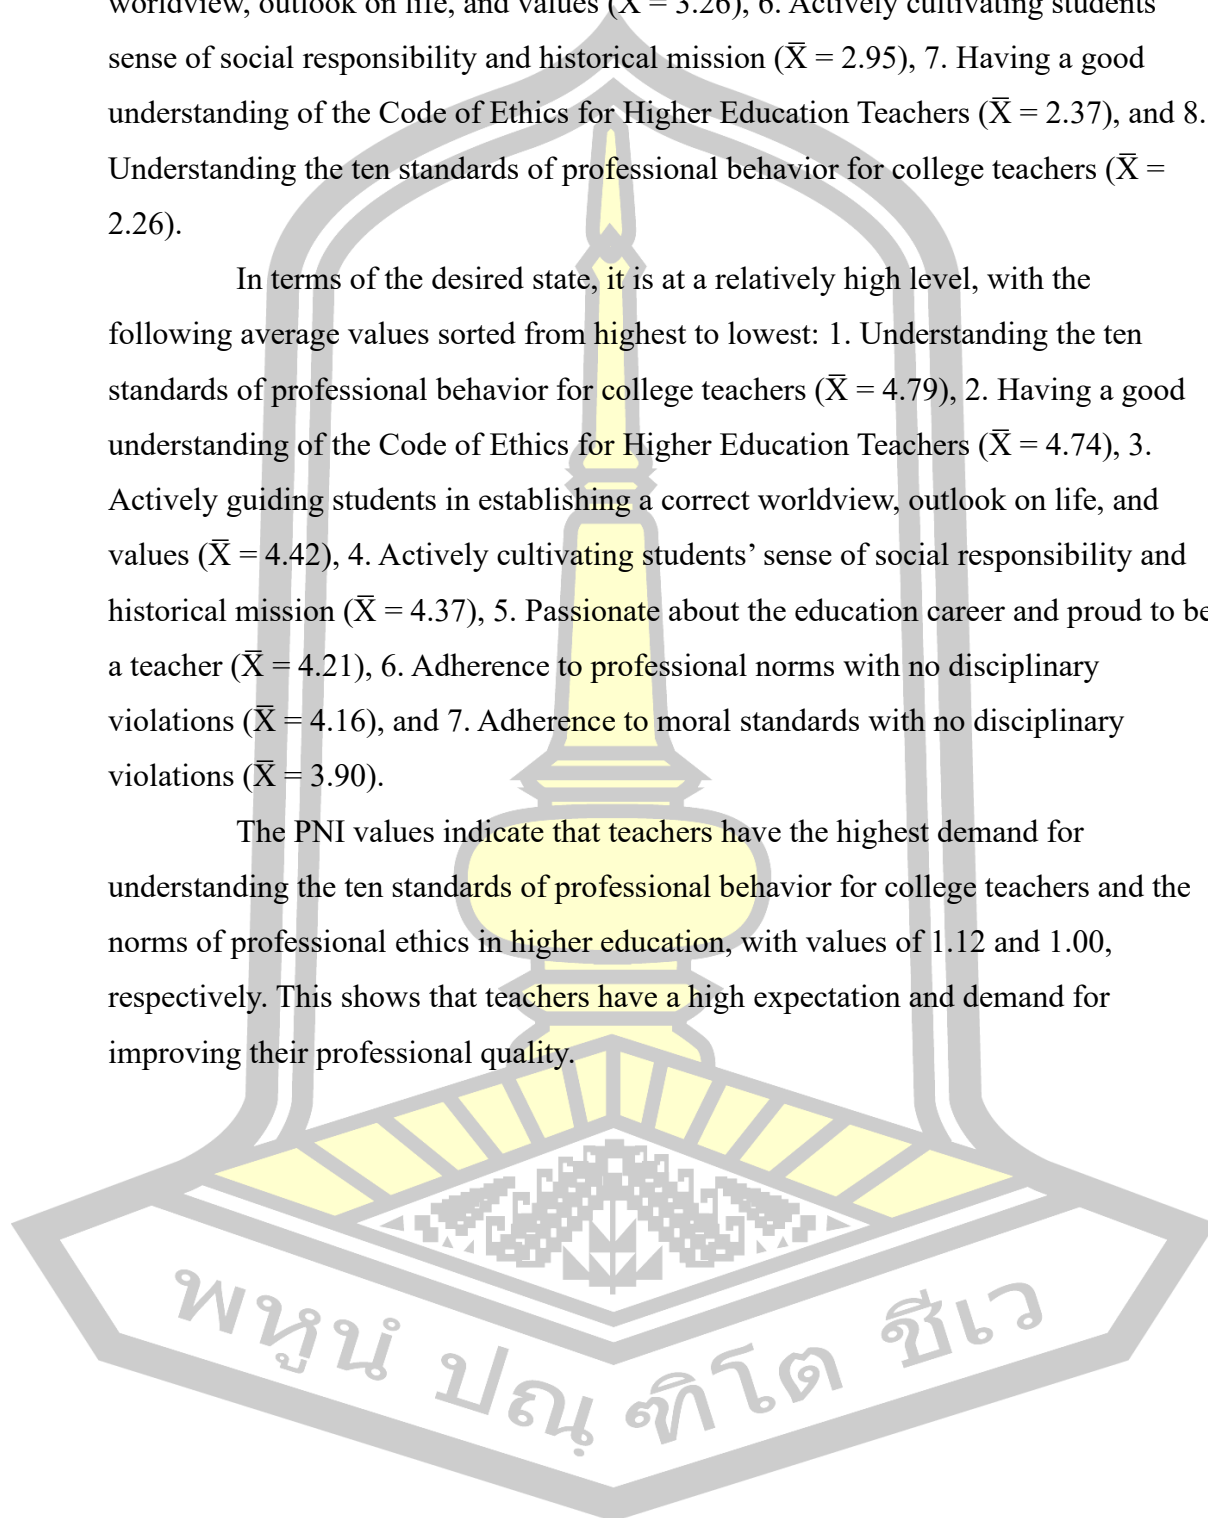 worldview, outlook on life, and values (X̄ = 3.26), 6. Actively cultivating students’
sense of social responsibility and historical mission (X̄ = 2.95), 7. Having a good
understanding of the Code of Ethics for Higher Education Teachers (X̄ = 2.37), and 8.
Understanding the ten standards of professional behavior for college teachers (X̄ =
2.26).
In terms of the desired state, it is at a relatively high level, with the
following average values sorted from highest to lowest: 1. Understanding the ten
standards of professional behavior for college teachers (X̄ = 4.79), 2. Having a good
understanding of the Code of Ethics for Higher Education Teachers (X̄ = 4.74), 3.
Actively guiding students in establishing a correct worldview, outlook on life, and
values (X̄ = 4.42), 4. Actively cultivating students’ sense of social responsibility and
historical mission (X̄ = 4.37), 5. Passionate about the education career and proud to be
a teacher (X̄ = 4.21), 6. Adherence to professional norms with no disciplinary
violations (X̄ = 4.16), and 7. Adherence to moral standards with no disciplinary
violations (X̄ = 3.90).
The PNI values indicate that teachers have the highest demand for
understanding the ten standards of professional behavior for college teachers and the
norms of professional ethics in higher education, with values of 1.12 and 1.00,
respectively. This shows that teachers have a high expectation and demand for
improving their professional quality.
พหูนํ ปณฺฑิโต ชีเว